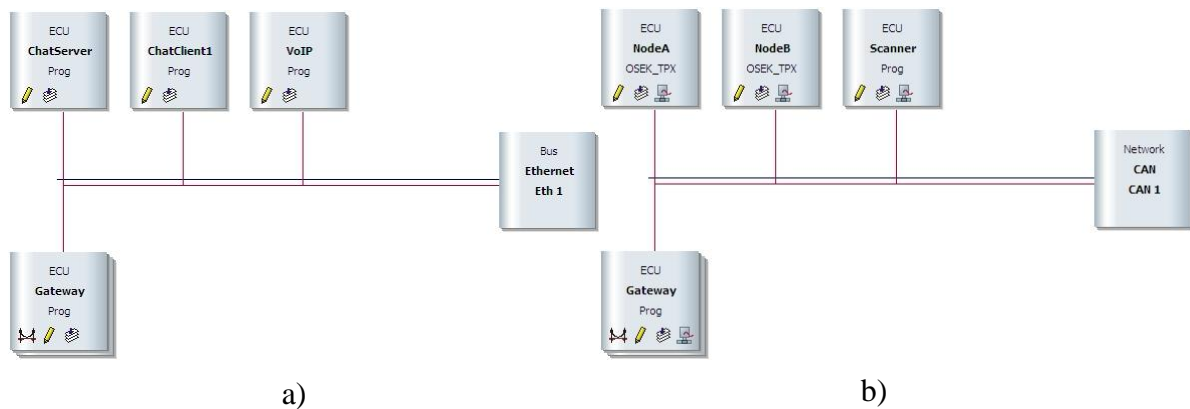 ECU
ChatServer
Prog
ECU
ChatClient1
Prog
ECU
VoIP
Prog
Bus
Ethernet
Eth 1
ECU
Gateway
Prog
a)
ECU
NodeA
OSEK_TPX
ECU
NodeB
OSEK_TPX
ECU
Scanner
Prog
Network
CAN
CAN 1
ECU
Gateway
Prog
b)